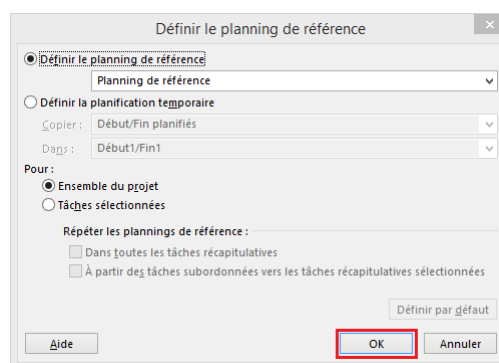 Définir le planning de référence
×
Définir le planning de référence
Planning de référence
Définir la planification temporaire
Copier : Début/Fin planifiés
Dans : Début1/Fin1
Pour :
Ensemble du projet
Tâches sélectionnées
Répéter les plannings de référence :
Dans toutes les tâches récapitulatives
À partir des tâches subordonnées vers les tâches récapitulatives sélectionnées
Définir par défaut
Aide OK Annuler